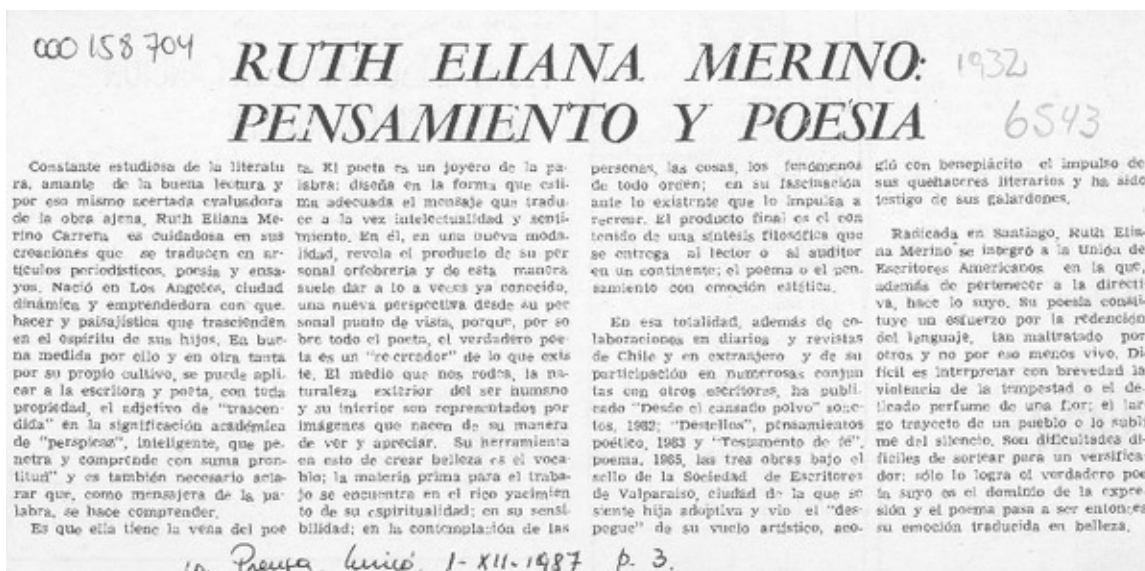 000158704
RUTH ELIANA MERINO:
PENSAMIENTO Y POESIA
1932
6543
Constante estudiosa de la literatu
ra, amante de la buena lectura y
por eso mismo acertada evaluadora
de la obra ajena, Ruth Eliana Me-
rino Carrera es cuidadosa en sus
creaciones que se traducen en ar-
tículos periodísticos, poesía y ensa-
yos. Nació en Los Angeles, ciudad
dinámica y emprendedora con que-
hacer y paisajística que trascienden
en el espíritu de sus hijos. En bue-
na medida por ello y en otra tanta
por su propio cultivo, se puede apli-
car a la escritora y poeta, con toda
propiedad, el adjetivo de "trascen-
dida" en la significación académica
de "perspicaz", inteligente, que pe-
netra y comprende con suma pron-
titud" y es también necesario acla-
rar que, como mensajera de la pa-
labra, se hace comprender.
Es que ella tiene la vena del poe
ta. El poeta es un joyero de la pa-
labra: diseña en la forma que esti-
ma adecuada el mensaje que tradu-
ce a la vez intelectualidad y senti-
miento. En él, en una nueva moda-
lidad, revela el producto de su per
sonal orfebrería y de esta manera
suele dar a lo a veces ya conocido,
una nueva perspectiva desde su per
sonal punto de vista, porque, por so
bre todo el poeta, el verdadero poe-
ta es un "re-creador" de lo que exis
te. El medio que nos rodea, la na-
turaleza exterior del ser humano
y su interior son representados por
imágenes que nacen de su manera
de ver y apreciar. Su herramienta
en esto de crear belleza es el voca-
blo; la materia prima para el traba-
jo se encuentra en el rico yacimien
to de su espiritualidad; en su sensi-
bilidad; en la contemplación de las
personas, las cosas, los fenómenos
de todo orden; en su fascinación
ante lo existente que lo impulsa a
recrear. El producto final es el con
tenido de una síntesis filosófica que
se entrega al lector o al auditor
en un continente; el poema o el pen-
samiento con emoción estética.
En esa totalidad, además de co-
laboraciones en diarios y revistas
de Chile y en extranjero y de su
participación en numerosas conjun
tas con otros escritores, ha publi-
cado "Desde el cansado polvo" sone-
tos, 1982; "Destellos", pensamientos
poético, 1983 y "Testamento de fé",
poema, 1985, las tres obras bajo el
sello de la Sociedad de Escritores
de Valparaíso, ciudad de la que se
siente hija adoptiva y vio el "des-
pegue" de su vuelo artístico, aco-
gió con beneplácito el impulso de
sus quehaceres literarios y ha sido
testigo de sus galardones.
Radicada en Santiago, Ruth Elia-
na Merino se integró a la Unión de
Escritores Americanos en la que,
además de pertenecer a la directi-
va, hace lo suyo. Su poesía consti-
tuye un esfuerzo por la redención
del lenguaje, tan maltratado por
otros y no por eso menos vivo. Di-
fícil es interpretar con brevedad la
violencia de la tempestad o el de-
licado perfume de una flor; el lar
go trayecto de un pueblo o lo subli
me del silencio. Son dificultades di-
fíciles de sortear para un versifica-
dor: sólo lo logra el verdadero poe
ta suyo es el dominio de la expre
sión y el poema pasa a ser entonces
su emoción traducida en belleza.
La Prensa, Curicó, 1-XII-1987 p. 3.